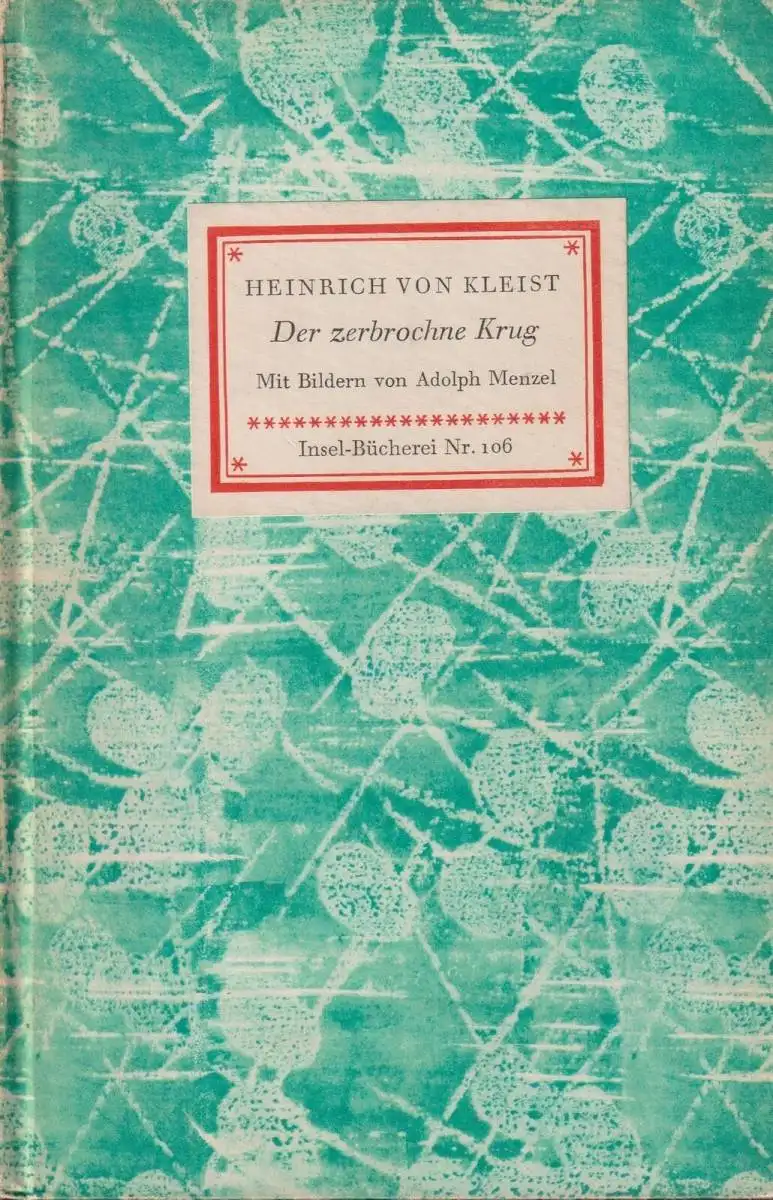 HEINRICH VON KLEIST
Der zerbrochne Krug
Mit Bildern von Adolph Menzel
Insel-Bücherei Nr. 106